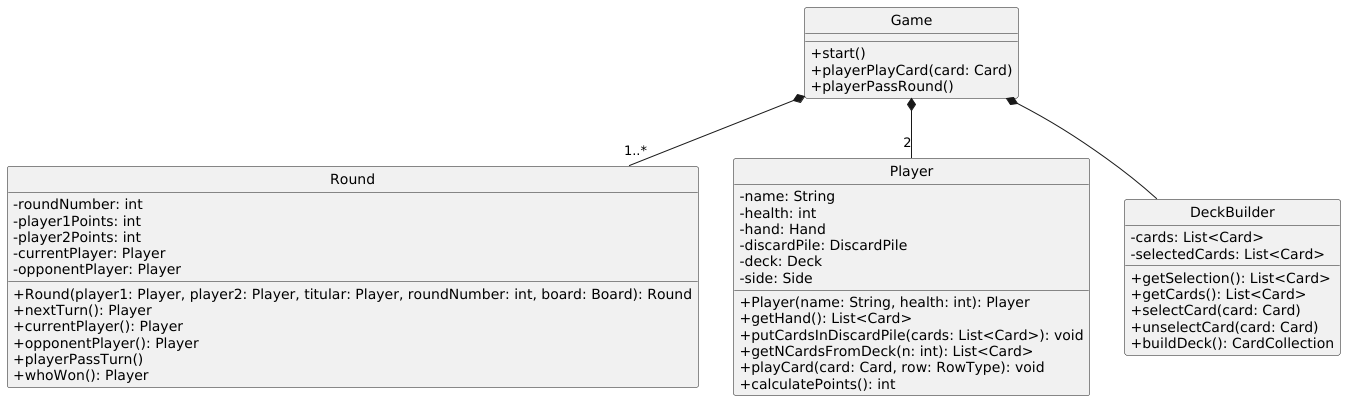 Game
+start()
+playerPlayCard(card: Card)
+playerPassRound()
1..*
2
Round
-roundNumber: int
-player1Points: int
-player2Points: int
-currentPlayer: Player
-opponentPlayer: Player
+Round(player1: Player, player2: Player, titular: Player, roundNumber: int, board: Board): Round
+nextTurn(): Player
+currentPlayer(): Player
+opponentPlayer(): Player
+playerPassTurn()
+whoWon(): Player
Player
-name: String
-health: int
-hand: Hand
-discardPile: DiscardPile
-deck: Deck
-side: Side
+Player(name: String, health: int): Player
+getHand(): List<Card>
+putCardsInDiscardPile(cards: List<Card>): void
+getNCardsFromDeck(n: int): List<Card>
+playCard(card: Card, row: RowType): void
+calculatePoints(): int
DeckBuilder
-cards: List<Card>
-selectedCards: List<Card>
+getSelection(): List<Card>
+getCards(): List<Card>
+selectCard(card: Card)
+unselectCard(card: Card)
+buildDeck(): CardCollection